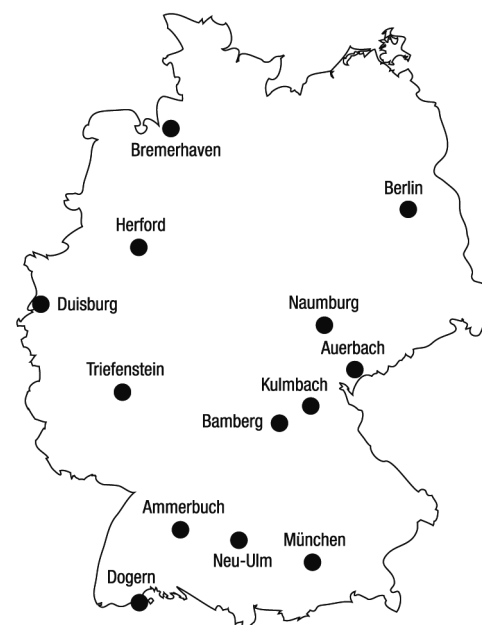 Bremerhaven
Berlin
Herford
Duisburg
Naumburg
Auerbach
Triefenstein
Kulmbach
Bamberg
Ammerbuch
Neu-Ulm
München
Dogern